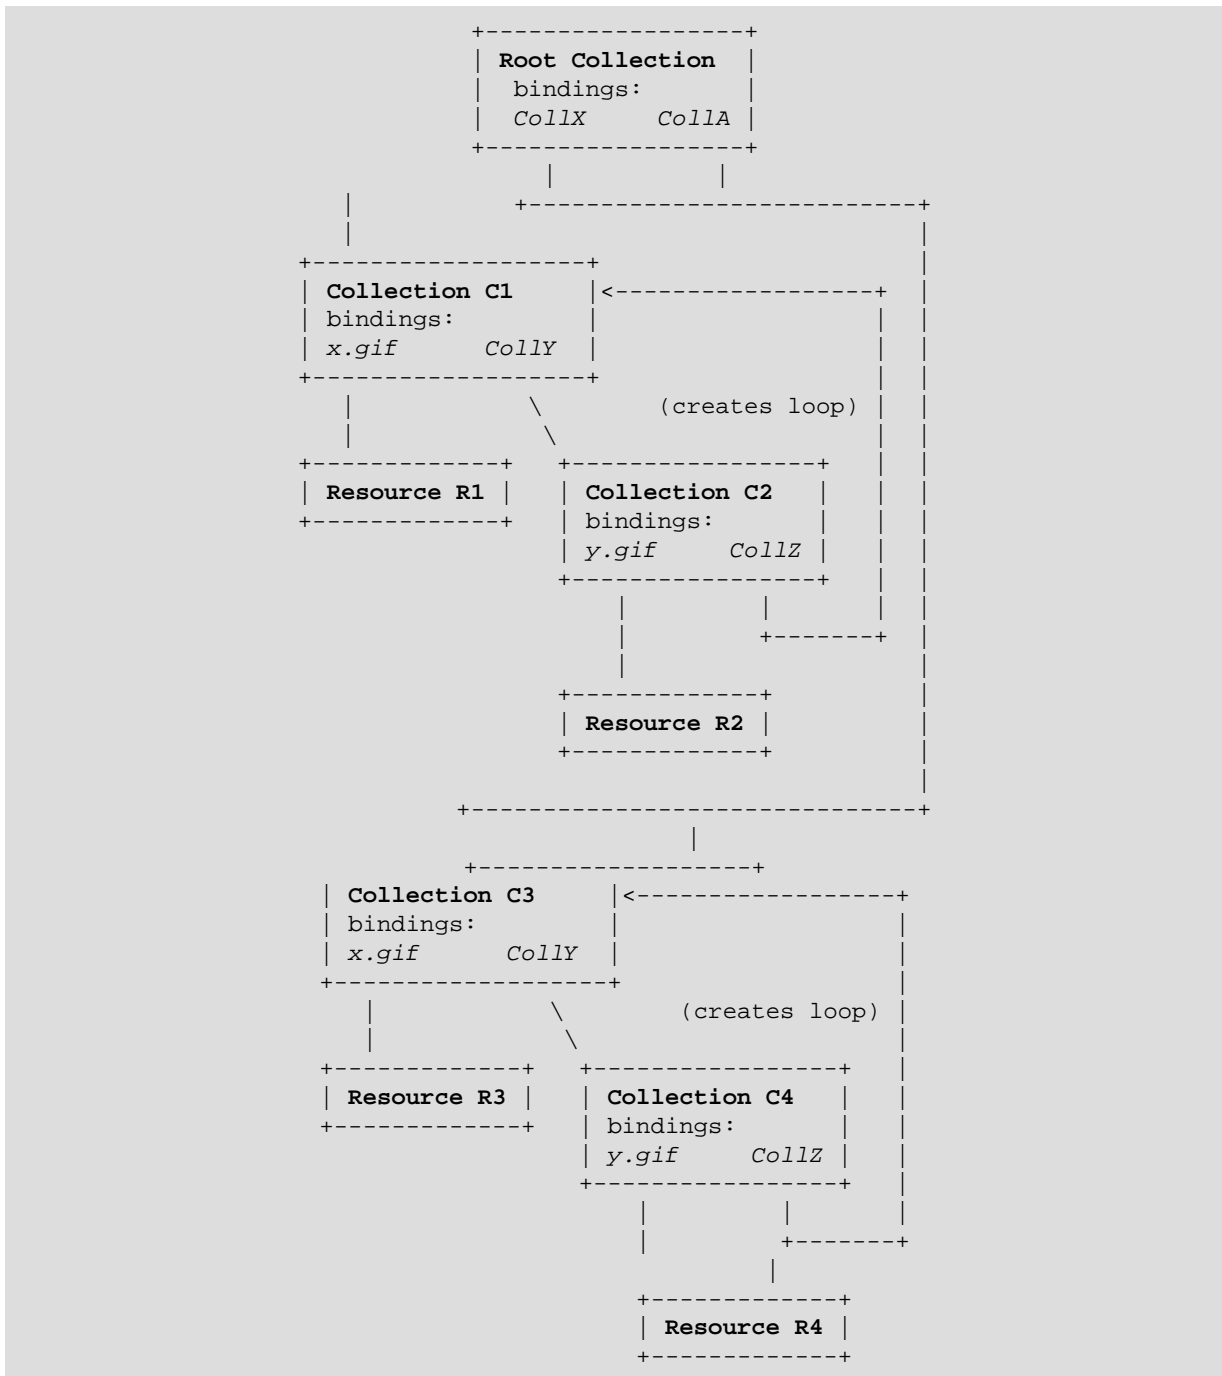 Root Collection
bindings:
CollX CollA
Collection C1
bindings:
x.gif CollY
(creates loop)
Resource R1
Collection C2
bindings:
y.gif CollZ
Resource R2
Collection C3
bindings:
x.gif CollY
(creates loop)
Resource R3
Collection C4
bindings:
y.gif CollZ
Resource R4